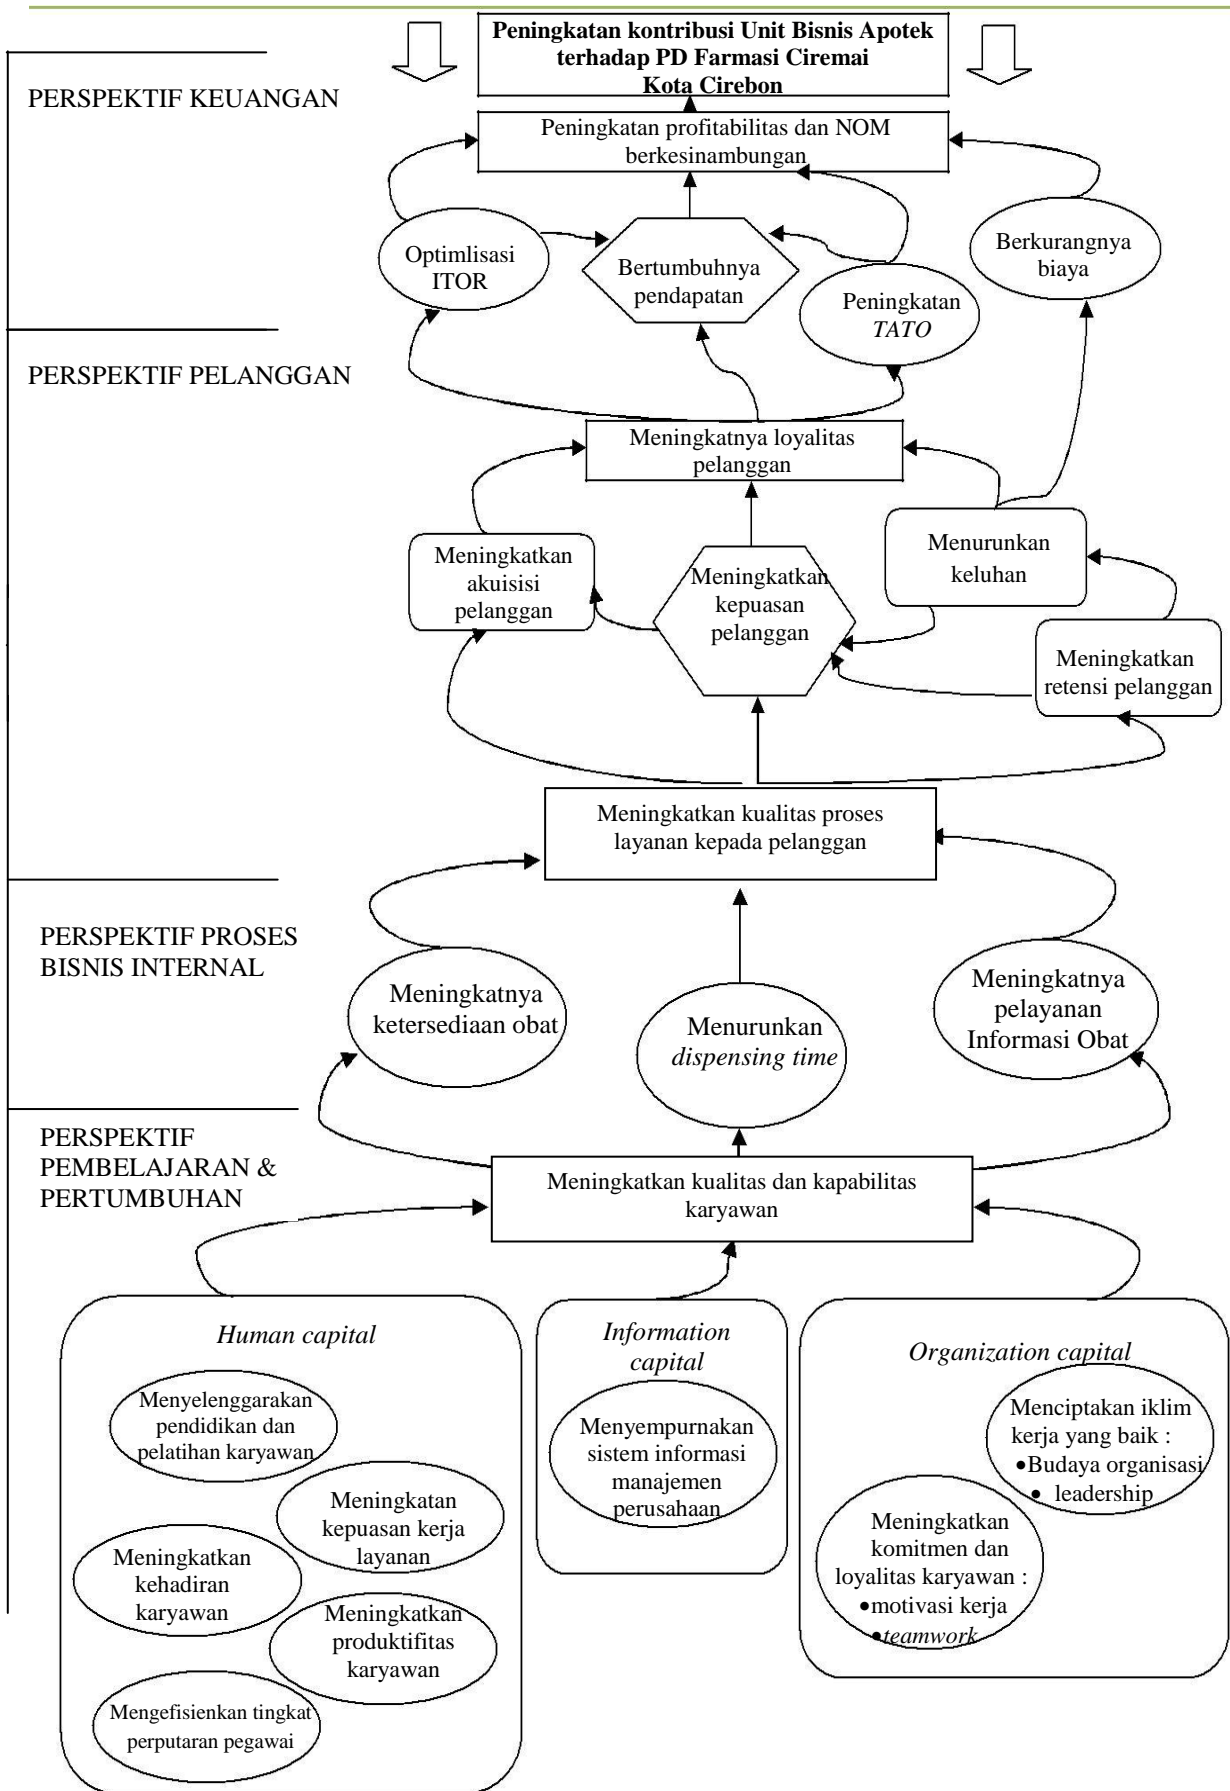 Peningkatan kontribusi Unit Bisnis Apotek
terhadap PD Farmasi Ciremai
Kota Cirebon
PERSPEKTIF KEUANGAN
Peningkatan profitabilitas dan NOM
berkesinambungan
Optimlisasi
ITOR
Bertumbuhnya
pendapatan
Peningkatan
TATO
Berkurangnya
biaya
PERSPEKTIF PELANGGAN
Meningkatnya loyalitas
pelanggan
Meningkatkan
akuisisi
pelanggan
Meningkatkan
kepuasan
pelanggan
Menurunkan
keluhan
Meningkatkan
retensi pelanggan
Meningkatkan kualitas proses
layanan kepada pelanggan
PERSPEKTIF PROSES
BISNIS INTERNAL
Meningkatnya
ketersediaan obat
Menurunkan
dispensing time
Meningkatnya
pelayanan
Informasi Obat
PERSPEKTIF
PEMBELAJARAN &
PERTUMBUHAN
Meningkatkan kualitas dan kapabilitas
karyawan
Human capital
Menyelenggarakan
pendidikan dan
pelatihan karyawan
Meningkatan
kepuasan kerja
layanan
Meningkatkan
kehadiran
karyawan
Meningkatkan
produktifitas
karyawan
Mengefisienkan tingkat
perputaran pegawai
Information
capital
Menyempurnakan
sistem informasi
manajemen
perusahaan
Organization capital
Menciptakan iklim
kerja yang baik :
•Budaya organisasi
• leadership
Meningkatkan
komitmen dan
loyalitas karyawan :
•motivasi kerja
•teamwork